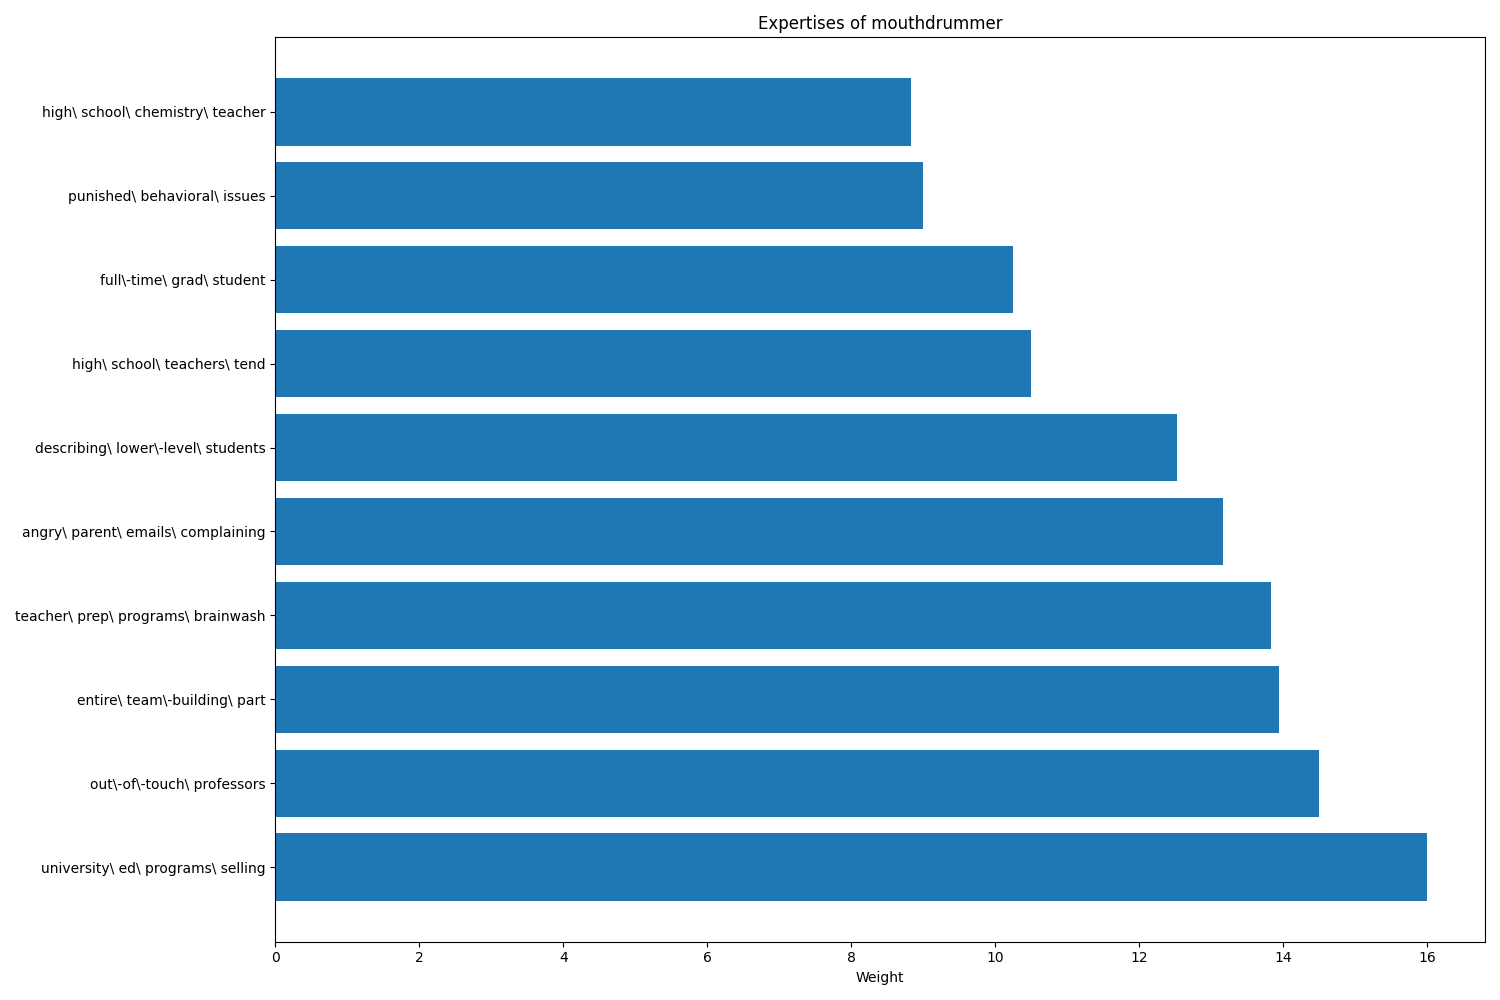 Expertises of mouthdrummer
high\ school\ chemistry\ teacher
punished\ behavioral\ issues
full\-time\ grad\ student
high\ school\ teachers\ tend
describing\ lower\-level\ students
angry\ parent\ emails\ complaining
teacher\ prep\ programs\ brainwash
entire\ team\-building\ part
out\-of\-touch\ professors
university\ ed\ programs\ selling
0 2 4 6 8 10 12 14 16
Weight